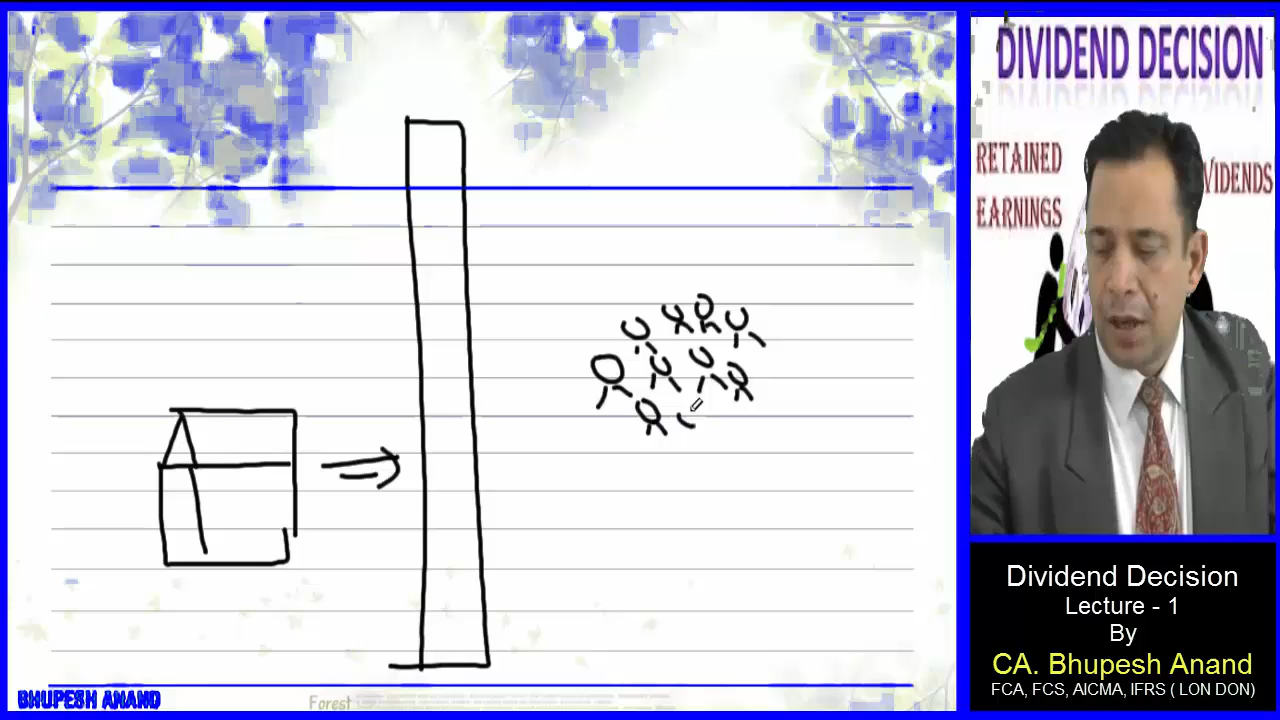 DIVIDEND DECISION
RETAINED
EARNINGS
VIDENDS
Dividend Decision
Lecture - 1
By
CA. Bhupesh Anand
FCA, FCS, AICMA, IFRS ( LON DON)
BHUPESH ANAND
Forest